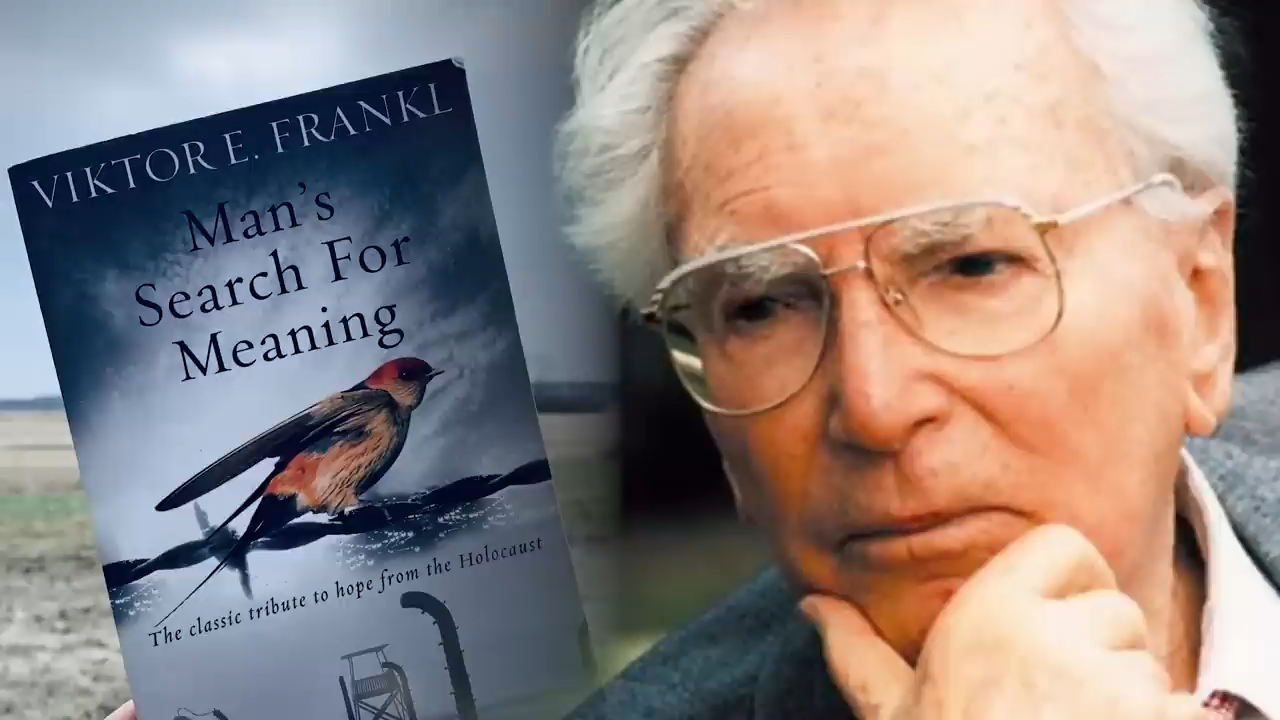 VIKTOR E. FRANKL
Man's
Search For
Meaning
The classic tribute to hope from the Holocaust